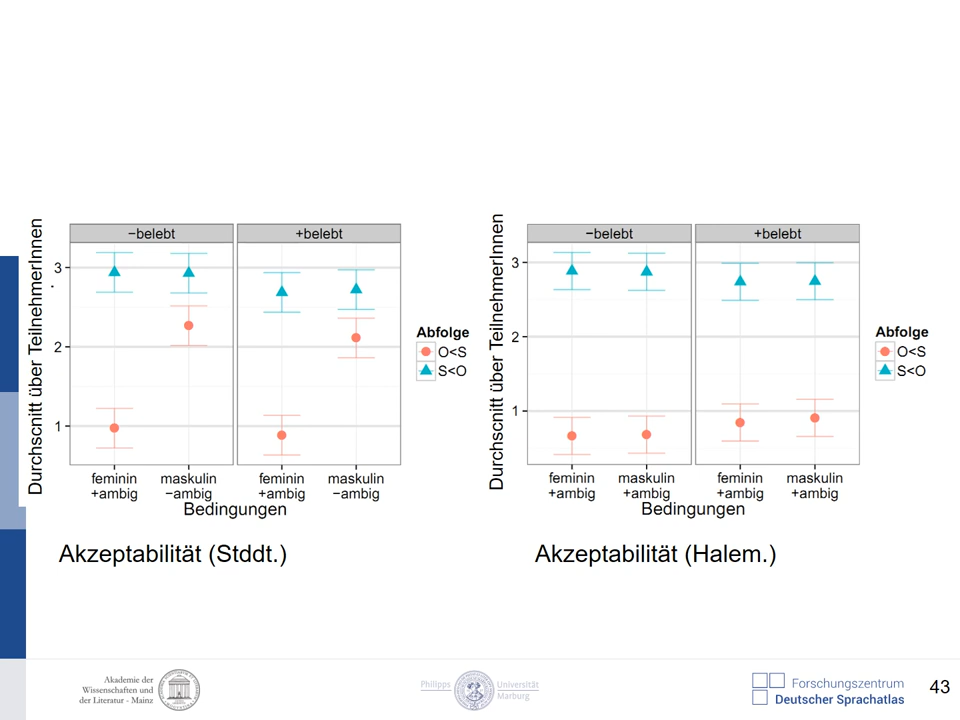 Durchscnitt über TeilnehmerInnen
−belebt
+belebt
3
2
1
feminin
+ambig
maskulin
−ambig
feminin
+ambig
maskulin
−ambig
Bedingungen
Abfolge
O<S
S<O
Akzeptabilität (Stddt.)
Durchscnitt über TeilnehmerInnen
−belebt
+belebt
3
2
1
feminin
+ambig
maskulin
+ambig
feminin
+ambig
maskulin
+ambig
Bedingungen
Abfolge
O<S
S<O
Akzeptabilität (Halem.)
Akademie der
Wissenschaften und
der Literatur - Mainz
Philipps
Universität
Marburg
Forschungszentrum
Deutscher Sprachatlas
43